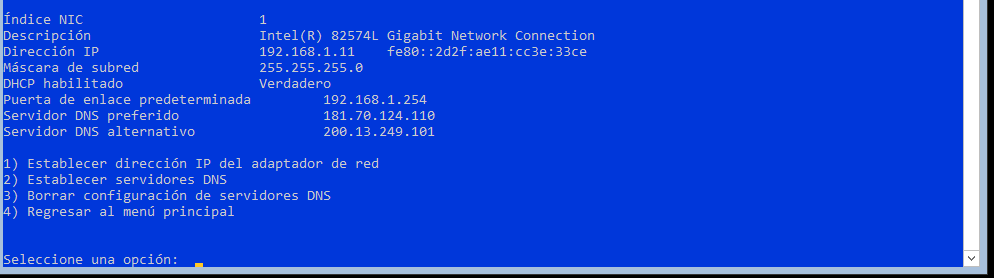 Índice NIC 1
Descripción Intel(R) 82574L Gigabit Network Connection
Dirección IP 192.168.1.11 fe80::2d2f:ae11:cc3e:33ce
Máscara de subred 255.255.255.0
DHCP habilitado Verdadero
Puerta de enlace predeterminada 192.168.1.254
Servidor DNS preferido 181.70.124.110
Servidor DNS alternativo 200.13.249.101
1) Establecer dirección IP del adaptador de red
2) Establecer servidores DNS
3) Borrar configuración de servidores DNS
4) Regresar al menú principal
Seleccione una opción: